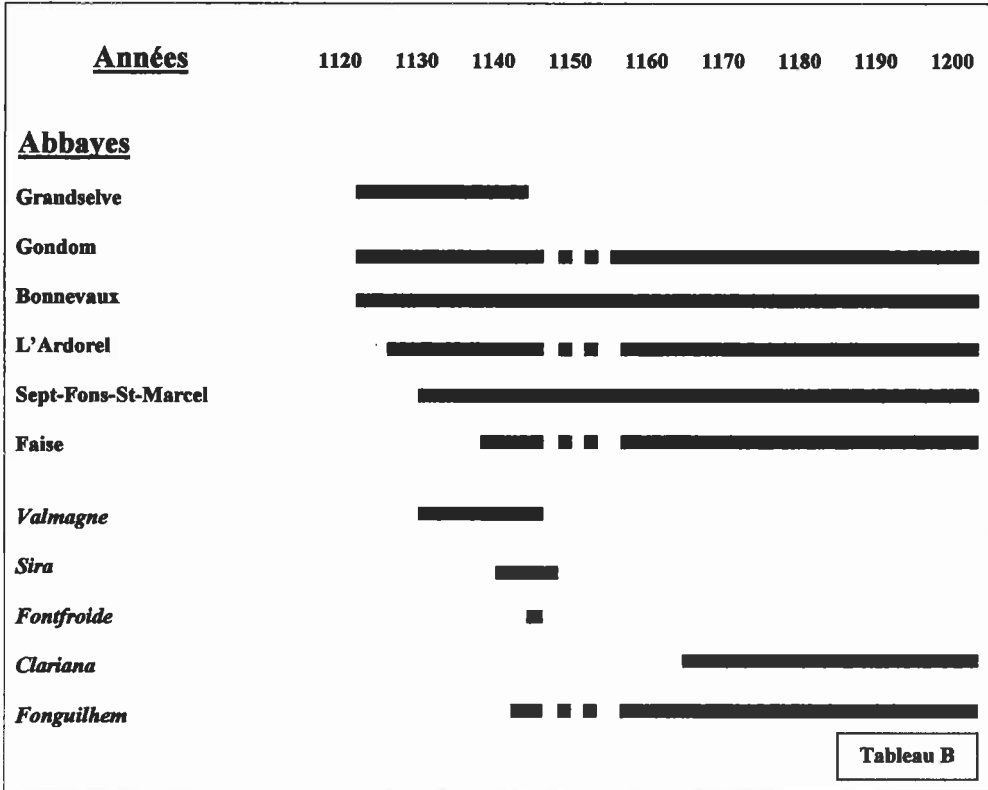 Années 1120 1130 1140 1150 1160 1170 1180 1190 1200
Abbayes
Grandselve
Gondom
Bonnevaux
L'Ardorel
Sept-Fons-St-Marcel
Faise
Valmagne
Sira
Fontfroide
Clariana
Fonguilhem
Tableau B